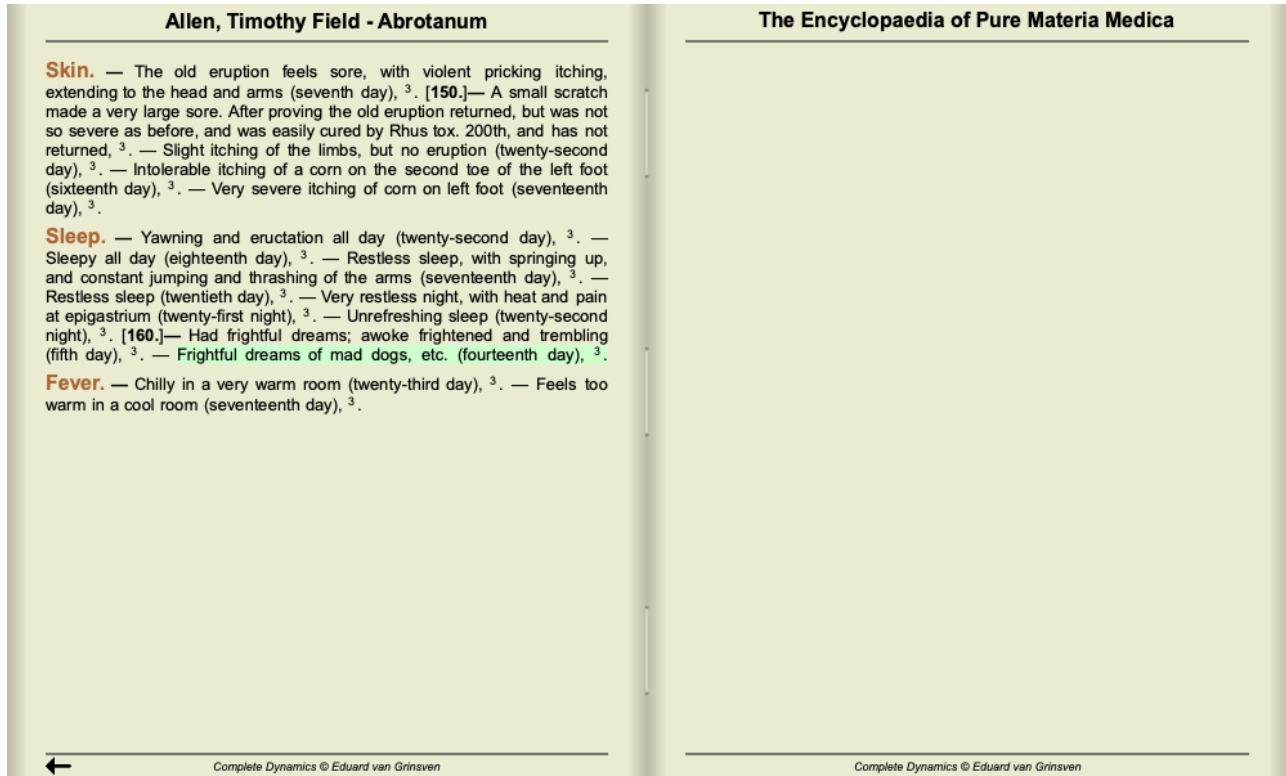 Allen, Timothy Field - Abrotanum
Skin. — The old eruption feels sore, with violent pricking itching,
extending to the head and arms (seventh day), ³. [150.]— A small scratch
made a very large sore. After proving the old eruption returned, but was not
so severe as before, and was easily cured by Rhus tox. 200th, and has not
returned, ³. — Slight itching of the limbs, but no eruption (twenty-second
day), ³. — Intolerable itching of a corn on the second toe of the left foot
(sixteenth day), ³. — Very severe itching of corn on left foot (seventeenth
day), ³.
Sleep. — Yawning and eructation all day (twenty-second day), ³. —
Sleepy all day (eighteenth day), ³. — Restless sleep, with springing up,
and constant jumping and thrashing of the arms (seventeenth day), ³. —
Restless sleep (twentieth day), ³. — Very restless night, with heat and pain
at epigastrium (twenty-first night), ³. — Unrefreshing sleep (twenty-second
night), ³. [160.]— Had frightful dreams; awoke frightened and trembling
(fifth day), ³. — Frightful dreams of mad dogs, etc. (fourteenth day), ³.
Fever. — Chilly in a very warm room (twenty-third day), ³. — Feels too
warm in a cool room (seventeenth day), ³.
Complete Dynamics © Eduard van Grinsven
The Encyclopaedia of Pure Materia Medica
Complete Dynamics © Eduard van Grinsven